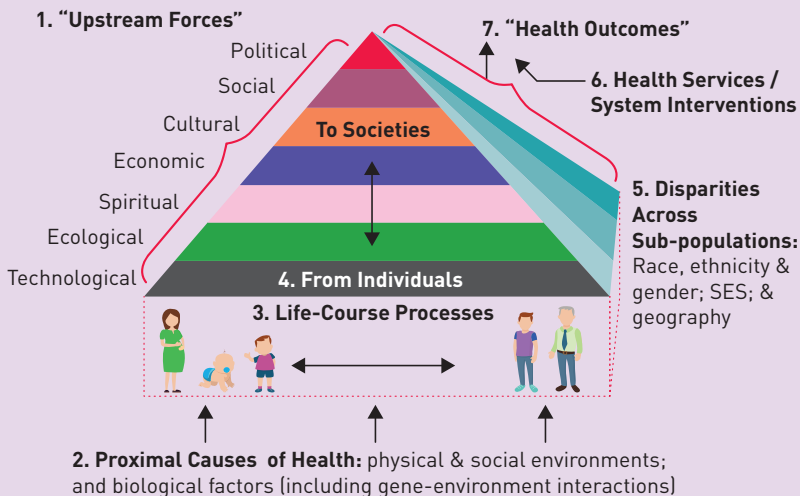 1. “Upstream Forces”
Political
Social
Cultural
Economic
Spiritual
Ecological
Technological
To Societies
4. From Individuals
3. Life-Course Processes
7. “Health Outcomes”
6. Health Services /
System Interventions
5. Disparities
Across
Sub-populations:
Race, ethnicity &
gender; SES; &
geography
2. Proximal Causes of Health: physical & social environments;
and biological factors (including gene-environment interactions)